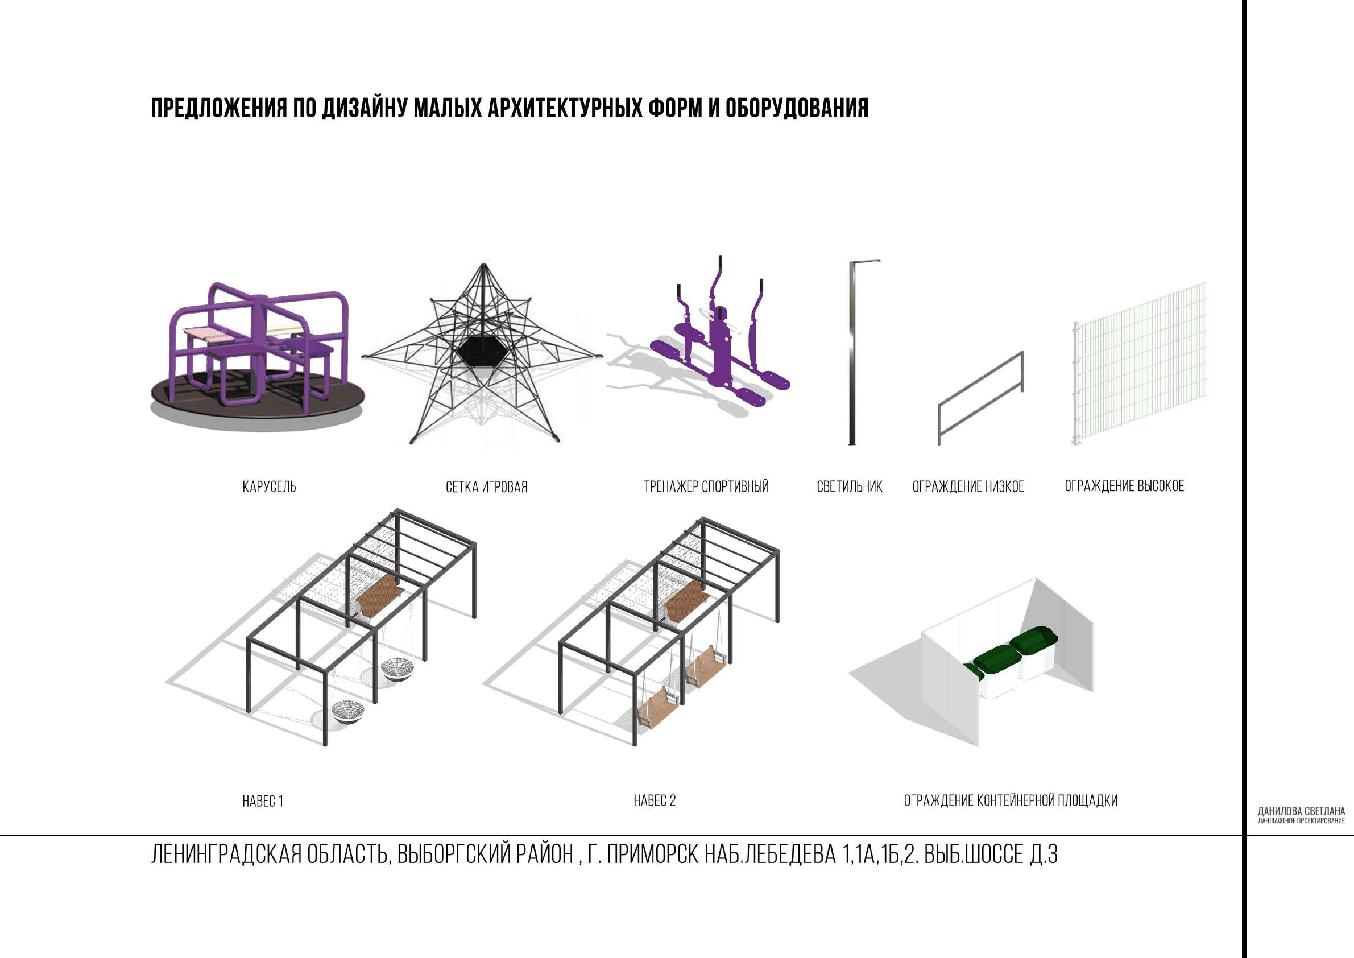 ПРЕДЛОЖЕНИЯ ПО ДИЗАЙНУ МАЛЫХ АРХИТЕКТУРНЫХ ФОРМ И ОБОРУДОВАНИЯ
КАРУСЕЛЬ
СЕТКА ИГРОВАЯ
ТРЕНАЖЕР СПОРТИВНЫЙ
СВЕТИЛЬНИК
ОГРАЖДЕНИЕ НИЗКОЕ
ОГРАЖДЕНИЕ ВЫСОКОЕ
НАВЕС 1
НАВЕС 2
ОГРАЖДЕНИЕ КОНТЕЙНЕРНОЙ ПЛОЩАДКИ
ДАНИЛОВА СВЕТЛАНА
ЛАНДШАФТНОЕ ПРОЕКТИРОВАНИЕ
ЛЕНИНГРАДСКАЯ ОБЛАСТЬ, ВЫБОРГСКИЙ РАЙОН , Г. ПРИМОРСК НАБ.ЛЕБЕДЕВА 1,1А,1Б,2. ВЫБ.ШОССЕ Д.3